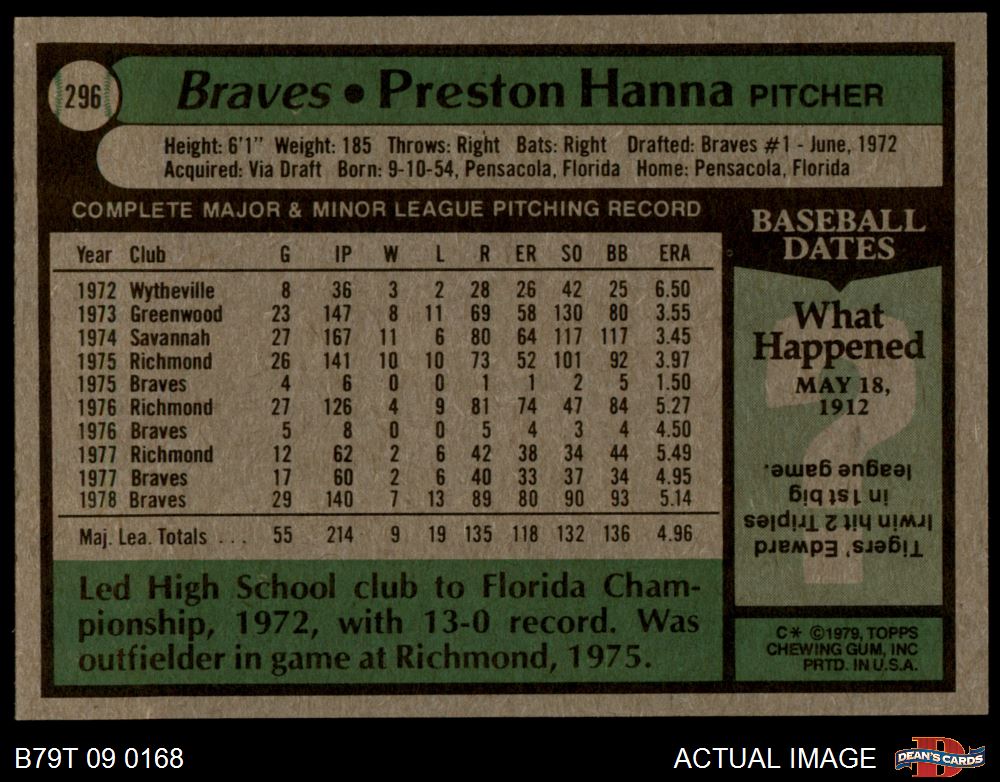 296
Braves • Preston Hanna PITCHER
Height: 6'1" Weight: 185 Throws: Right Bats: Right Drafted: Braves #1 - June, 1972
Acquired: Via Draft Born: 9-10-54, Pensacola, Florida Home: Pensacola, Florida
COMPLETE MAJOR & MINOR LEAGUE PITCHING RECORD
Year Club G IP W L R ER SO BB ERA
1972 Wytheville 8 36 3 2 28 26 42 25 6.50
1973 Greenwood 23 147 8 11 69 58 130 80 3.55
1974 Savannah 27 167 11 6 80 64 117 117 3.45
1975 Richmond 26 141 10 10 73 52 101 92 3.97
1975 Braves 4 6 0 0 1 1 2 5 1.50
1976 Richmond 27 126 4 9 81 74 47 84 5.27
1976 Braves 5 8 0 0 5 4 3 4 4.50
1977 Richmond 12 62 2 6 42 38 34 44 5.49
1977 Braves 17 60 2 6 40 33 37 34 4.95
1978 Braves 29 140 7 13 89 80 90 93 5.14
Maj. Lea. Totals . . . 55 214 9 19 135 118 132 136 4.96
Led High School club to Florida Cham-
pionship, 1972, with 13-0 record. Was
outfielder in game at Richmond, 1975.
BASEBALL
DATES
What
Happened
MAY 18,
1912
?
Tigers' Edward
Irwin hit 2 Triples
in 1st big
league game.
C* ©1979, TOPPS
CHEWING GUM, INC
PRTD. IN U.S.A.
B79T 09 0168
ACTUAL IMAGE
D
DEAN'S CARDS